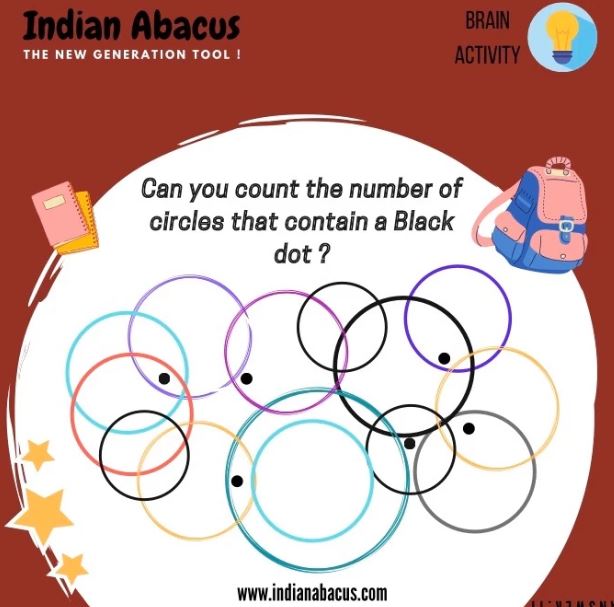 Indian Abacus
THE NEW GENERATION TOOL !
BRAIN
ACTIVITY
Can you count the number of
circles that contain a Black
dot ?
www.indianabacus.com